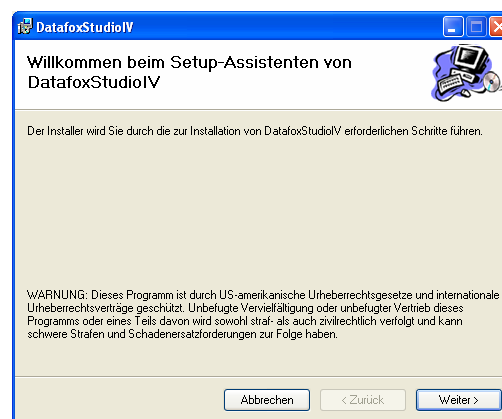 DatafoxStudioIV
Willkommen beim Setup-Assistenten von
DatafoxStudioIV
Der Installer wird Sie durch die zur Installation von DatafoxStudioIV erforderlichen Schritte führen.
WARNUNG: Dieses Programm ist durch US-amerikanische Urheberrechtsgesetze und internationale
Urheberrechtsverträge geschützt. Unbefugte Vervielfältigung oder unbefugter Vertrieb dieses
Programms oder eines Teils davon wird sowohl straf- als auch zivilrechtlich verfolgt und kann
schwere Strafen und Schadenersatzforderungen zur Folge haben.
Abbrechen < Zurück Weiter >